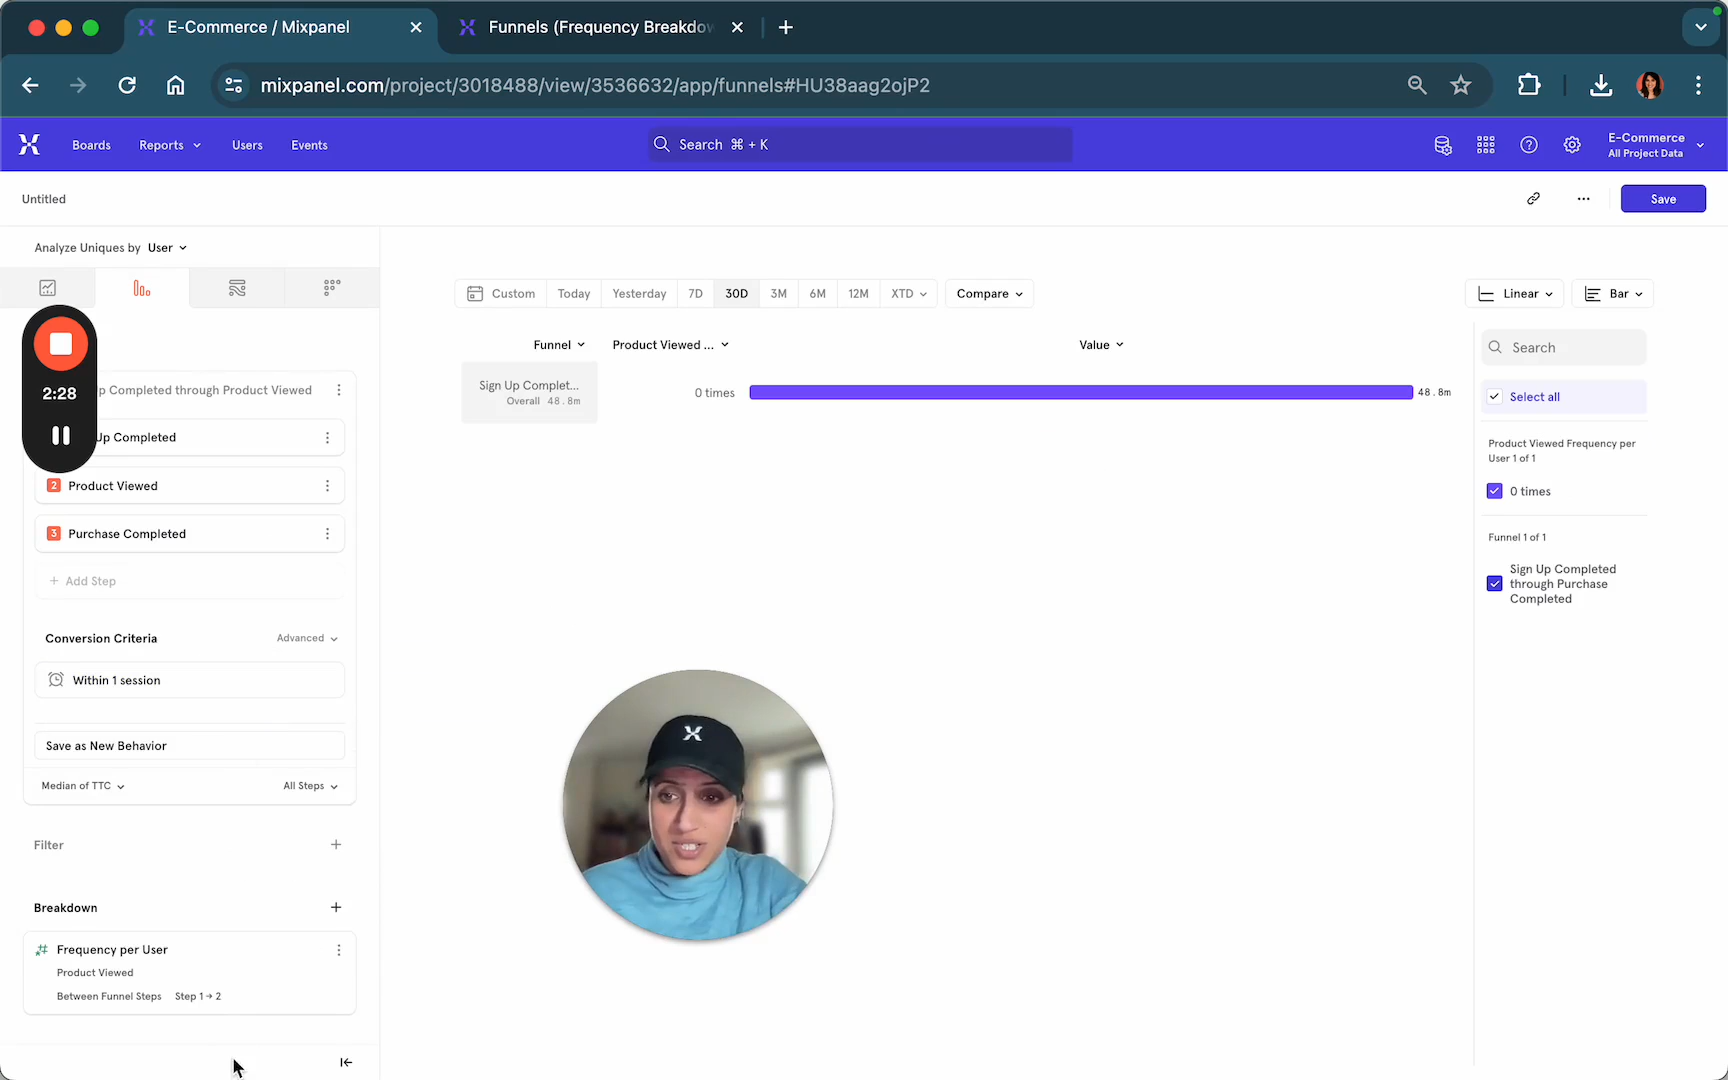 E-Commerce / Mixpanel
Funnels (Frequency Breakdov
mixpanel.com/project/3018488/view/3536632/app/funnels#HU38aag2ojP2
Boards
Reports
Users
Events
Search ⌘ + K
E-Commerce
All Project Data
Untitled
Save
Analyze Uniques by User
Custom
Today
Yesterday
7D
30D
3M
6M
12M
XTD
Compare
Linear
Bar
2:28
p Completed through Product Viewed
Up Completed
2 Product Viewed
3 Purchase Completed
+ Add Step
Conversion Criteria
Advanced
Within 1 session
Save as New Behavior
Median of TTC
All Steps
Filter
Breakdown
Frequency per User
Product Viewed
Between Funnel Steps Step 1 → 2
Funnel
Product Viewed ...
Value
Sign Up Complet...
Overall 48.8m
0 times
48.8m
Search
Select all
Product Viewed Frequency per
User 1 of 1
0 times
Funnel 1 of 1
Sign Up Completed
through Purchase
Completed